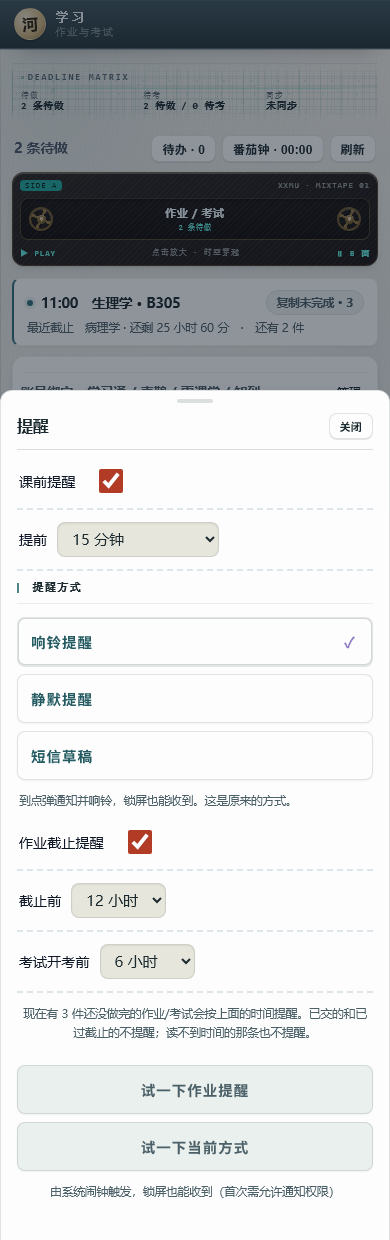 河
学习
作业与考试
DEADLINE MATRIX
待做 待考 同步
2 条待做 2 待做 / 0 待考 未同步
2 条待做 待办 · 0 番茄钟 · 00:00 刷新
SIDE A XXMU · MIXTAPE 01
作业 / 考试
2 条待做
▶ PLAY 点击放大 · 时空穿越
11:00 生理学 • B305 复制未完成 · 3
最近截止 病理学 · 还剩 25 小时 60 分 · 还有 2 件
提醒 关闭
课前提醒
提前 15 分钟
提醒方式
响铃提醒 ✓
静默提醒
短信草稿
到点弹通知并响铃，锁屏也能收到。这是原来的方式。
作业截止提醒
截止前 12 小时
考试开考前 6 小时
现在有 3 件还没做完的作业/考试会按上面的时间提醒。已交的和已
过截止的不提醒；读不到时间的那条也不提醒。
试一下作业提醒
试一下当前方式
由系统闹钟触发，锁屏也能收到（首次需允许通知权限）